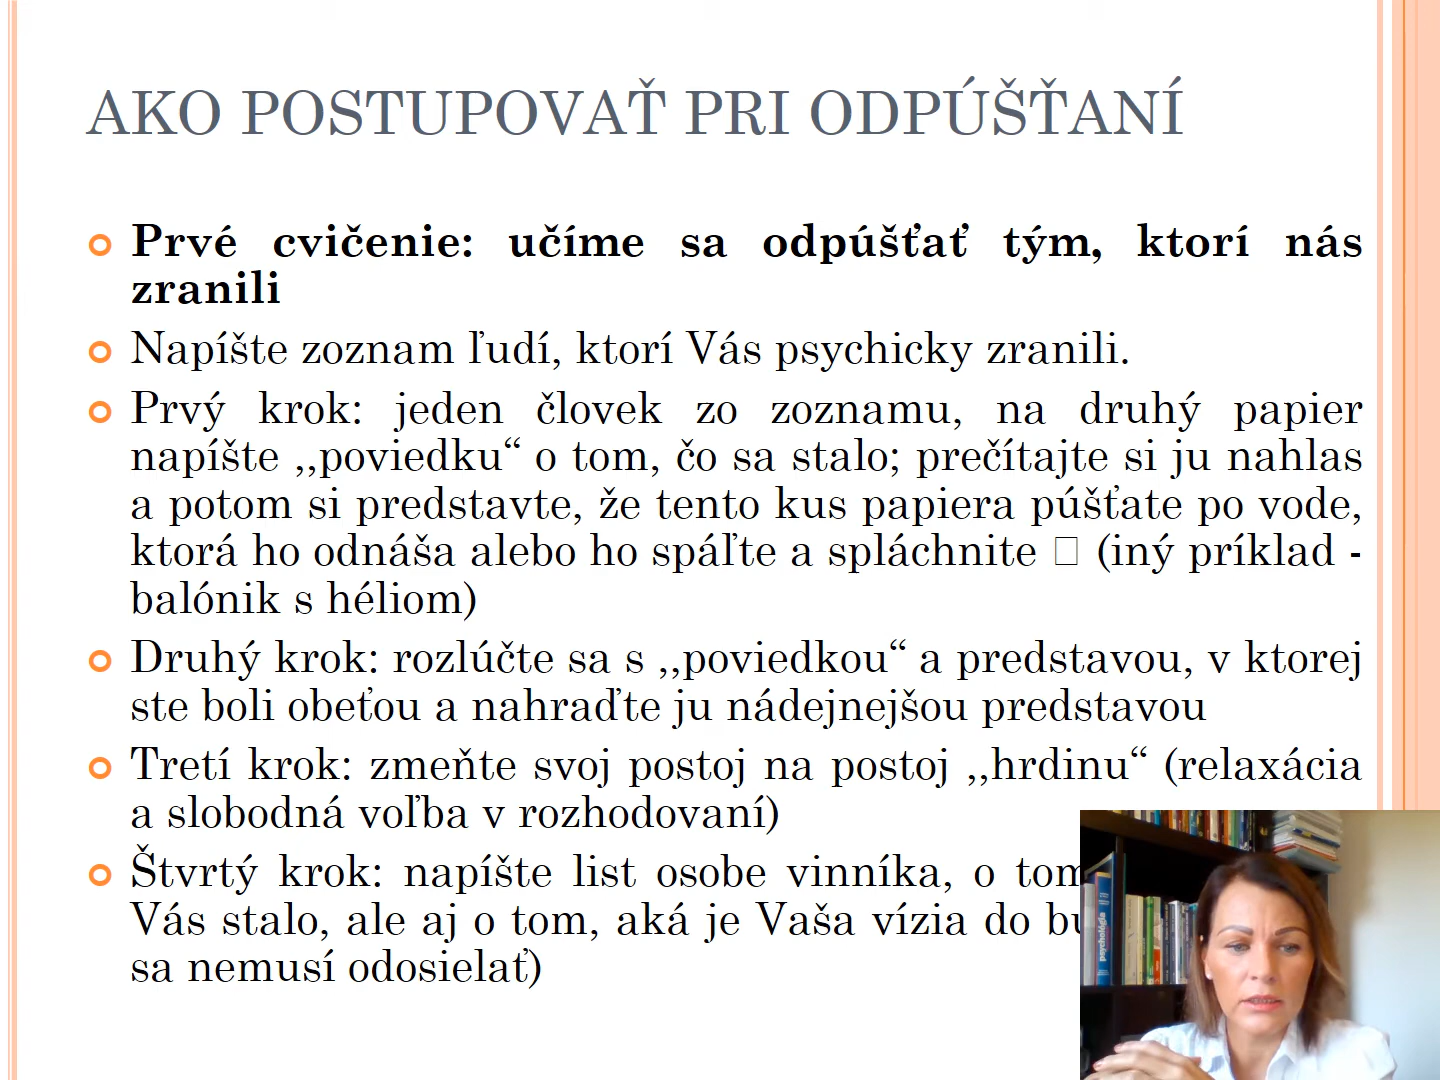 AKO POSTUPOVAŤ PRI ODPÚŠŤANÍ
Prvé cvičenie: učíme sa odpúšťať tým, ktorí nás
zranili
Napíšte zoznam ľudí, ktorí Vás psychicky zranili.
Prvý krok: jeden človek zo zoznamu, na druhý papier
napíšte ,,poviedku“ o tom, čo sa stalo; prečítajte si ju nahlas
a potom si predstavte, že tento kus papiera púšťate po vode,
ktorá ho odnáša alebo ho spáľte a spláchnite (iný príklad -
balónik s héliom)
Druhý krok: rozlúčte sa s ,,poviedkou“ a predstavou, v ktorej
ste boli obeťou a nahraďte ju nádejnejšou predstavou
Tretí krok: zmeňte svoj postoj na postoj ,,hrdinu“ (relaxácia
a slobodná voľba v rozhodovaní)
Štvrtý krok: napíšte list osobe vinníka, o tom
Vás stalo, ale aj o tom, aká je Vaša vízia do
sa nemusí odosielať)
psychológia